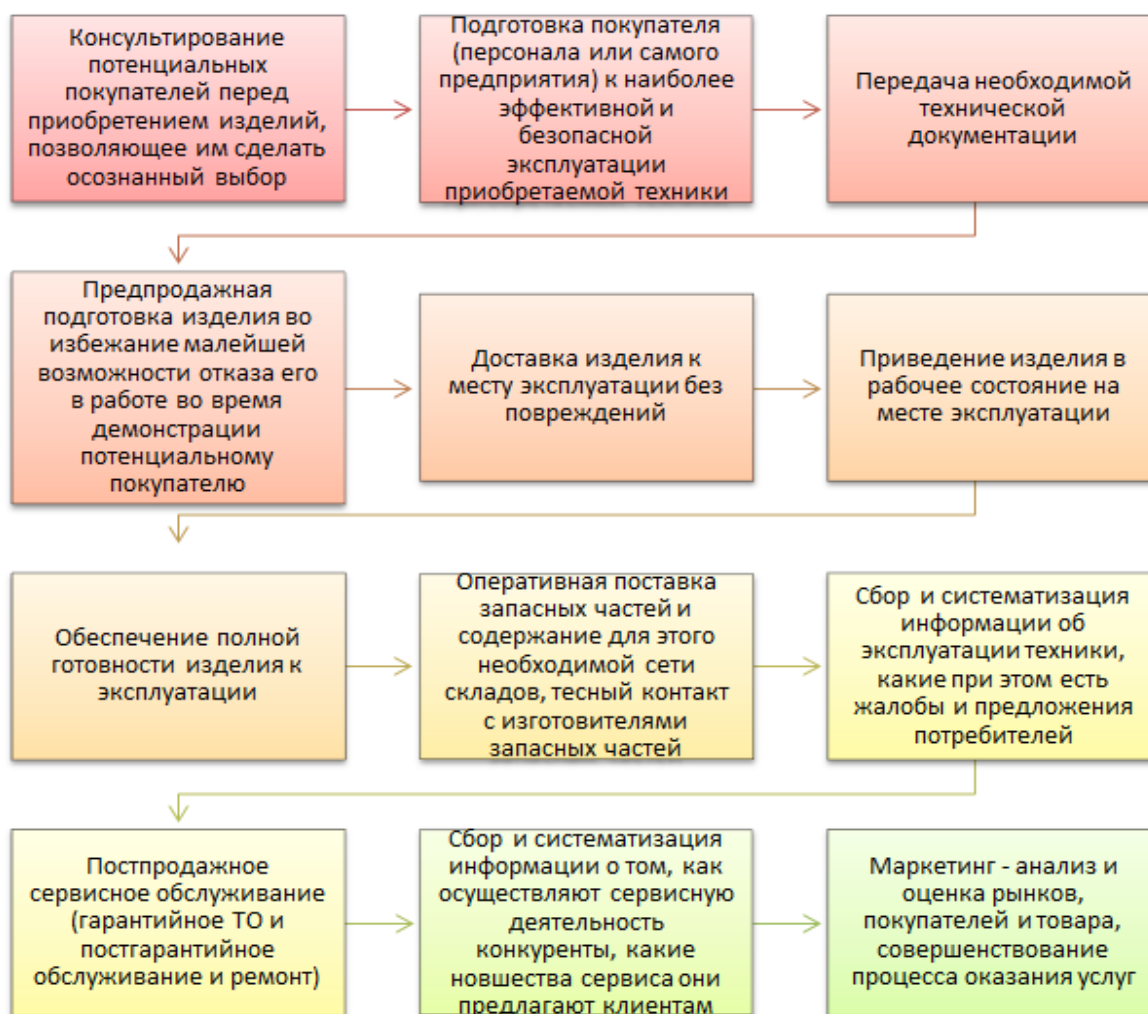 Консультирование
потенциальных
покупателей перед
приобретением изделий,
позволяющее им сделать
осознанный выбор
Подготовка покупателя
(персонала или самого
предприятия) к наиболее
эффективной и
безопасной
эксплуатации
приобретаемой техники
Передача необходимой
технической
документации
Предпродажная
подготовка изделия во
избежание малейшей
возможности отказа его
в работе во время
демонстрации
потенциальному
покупателю
Доставка изделия к
месту эксплуатации без
повреждений
Приведение изделия в
рабочее состояние на
месте эксплуатации
Обеспечение полной
готовности изделия к
эксплуатации
Оперативная поставка
запасных частей и
содержание для этого
необходимой сети
складов, тесный контакт
с изготовителями
запасных частей
Сбор и систематизация
информации об
эксплуатации техники,
какие при этом есть
жалобы и предложения
потребителей
Постпродажное
сервисное обслуживание
(гарантийное ТО и
постгарантийное
обслуживание и ремонт)
Сбор и систематизация
информации о том, как
осуществляют сервисную
деятельность
конкуренты, какие
новшества сервиса они
предлагают клиентам
Маркетинг - анализ и
оценка рынков,
покупателей и товара,
совершенствование
процесса оказания услуг